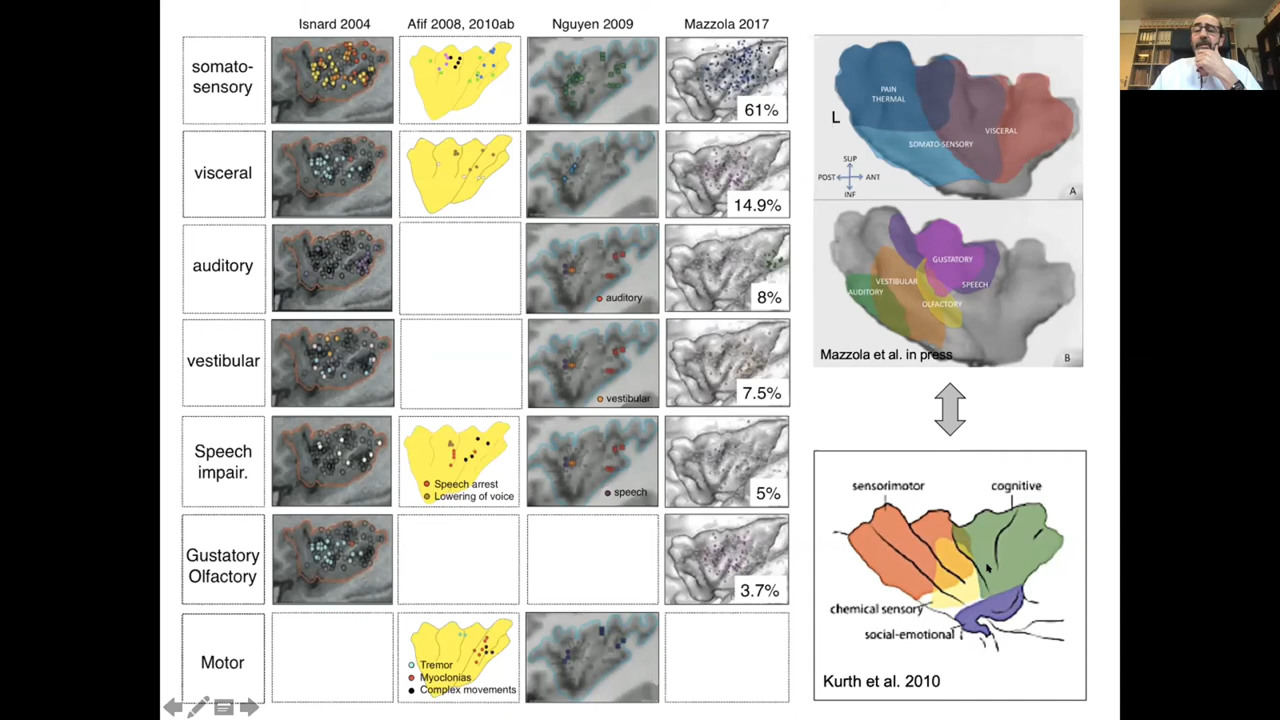 Isnard 2004
Afif 2008, 2010ab
Nguyen 2009
Mazzola 2017
somato-
sensory
61%
visceral
14.9%
auditory
auditory
8%
vestibular
vestibular
7.5%
Speech
impair.
Speech arrest
Lowering of voice
speech
5%
Gustatory
Olfactory
3.7%
Motor
Tremor
Myoclonias
Complex movements
PAIN
THERMAL
L
VISCERAL
SOMATO-SENSORY
SUP
POST
ANT
INF
A
GUSTATORY
VESTIBULAR
SPEECH
AUDITORY
OLFACTORY
Mazzola et al. in press
B
sensorimotor
cognitive
chemical sensory
social-emotional
Kurth et al. 2010